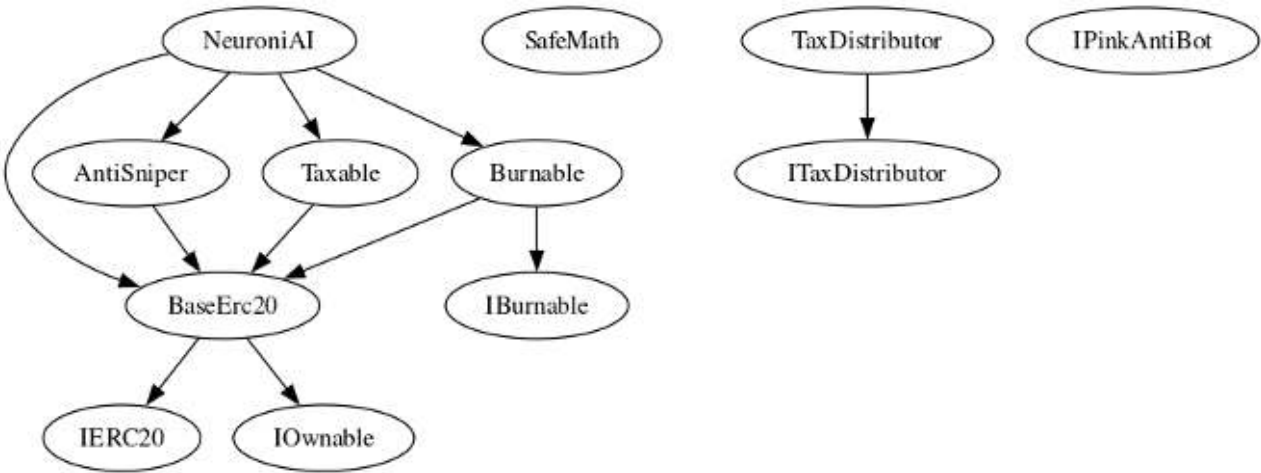 NeuroniAI
SafeMath
TaxDistributor
IPinkAntiBot
AntiSniper
Taxable
Burnable
ITaxDistributor
BaseErc20
IBurnable
IERC20
IOwnable